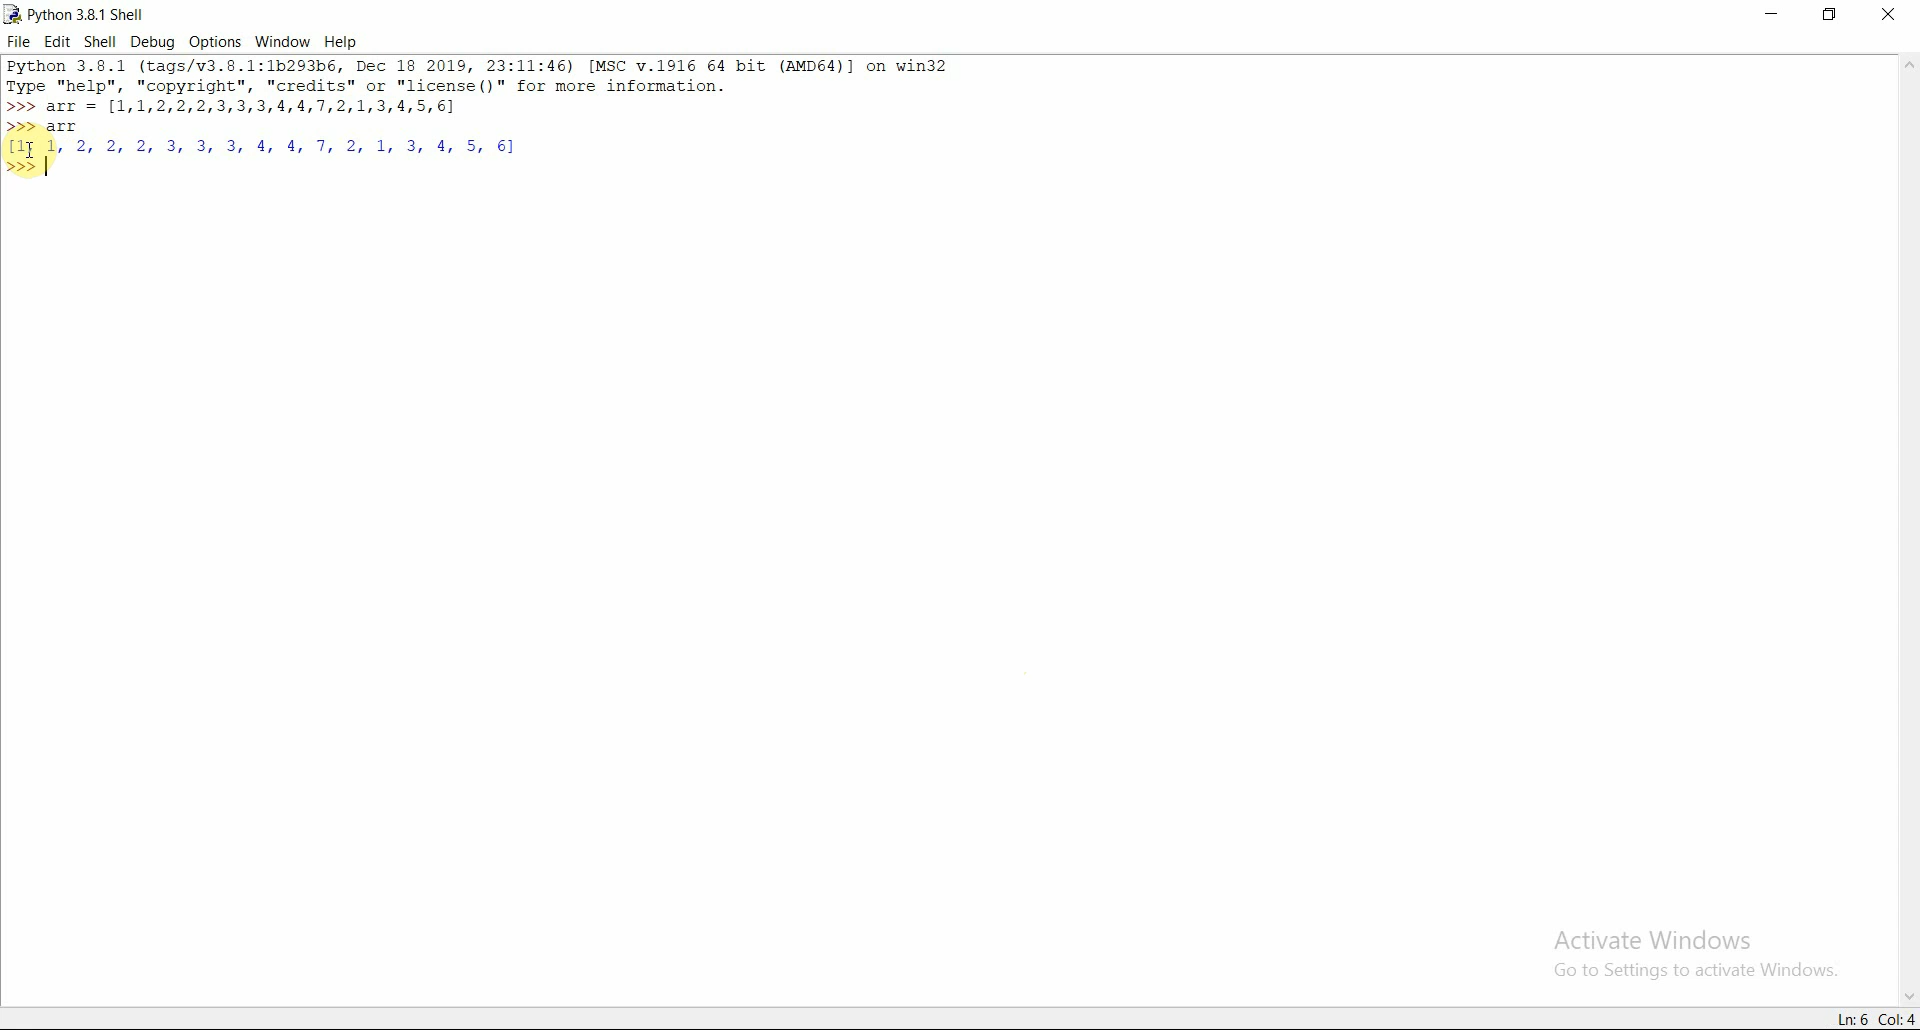 Python 3.8.1 Shell
File Edit Shell Debug Options Window Help
Python 3.8.1 (tags/v3.8.1:1b293b6, Dec 18 2019, 23:11:46) [MSC v.1916 64 bit (AMD64)] on win32
Type "help", "copyright", "credits" or "license()" for more information.
>>> arr = [1,1,2,2,2,3,3,3,4,4,7,2,1,3,4,5,6]
>>> arr
[1, 1, 2, 2, 2, 3, 3, 3, 4, 4, 7, 2, 1, 3, 4, 5, 6]
>>>
Activate Windows
Go to Settings to activate Windows.
Ln: 6 Col: 4